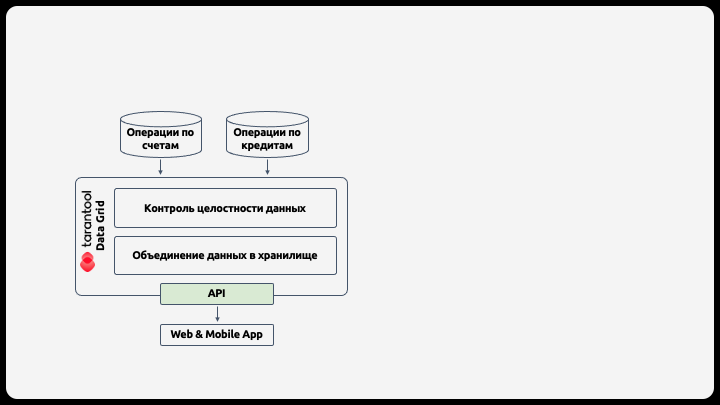 Операции по
счетам
Операции по
кредитам
tarantool
Data Grid
Контроль целостности данных
Объединение данных в хранилище
API
Web & Mobile App